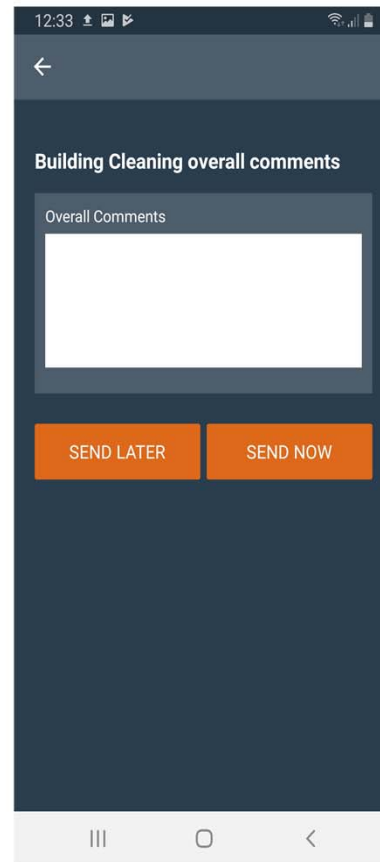 12:33
Building Cleaning overall comments
Overall Comments
SEND LATER
SEND NOW